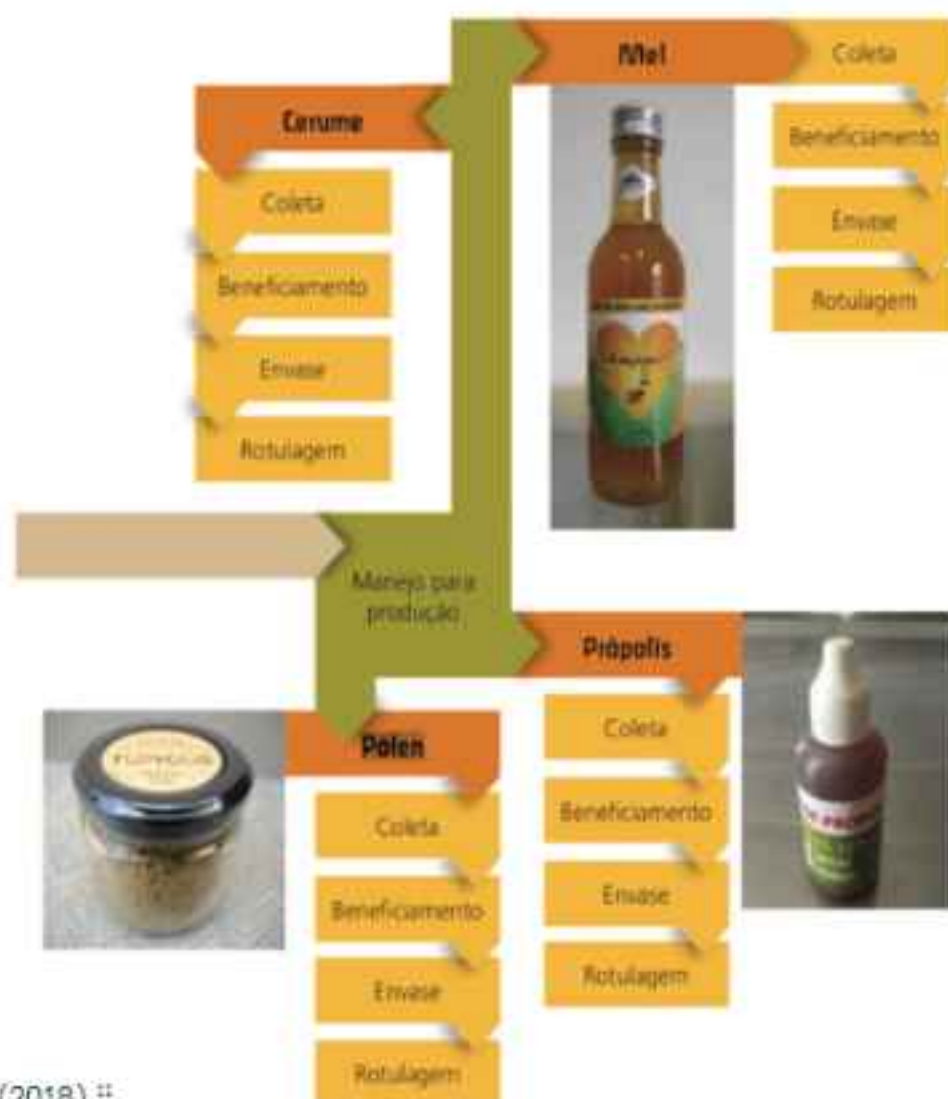 Mel
Coleta
Beneficiamento
Envase
Rotulagem
Cerume
Coleta
Beneficiamento
Envase
Rotulagem
Manejo para
produção
Própolis
Coleta
Beneficiamento
Envase
Rotulagem
Pólen
Coleta
Beneficiamento
Envase
Rotulagem
(2018)